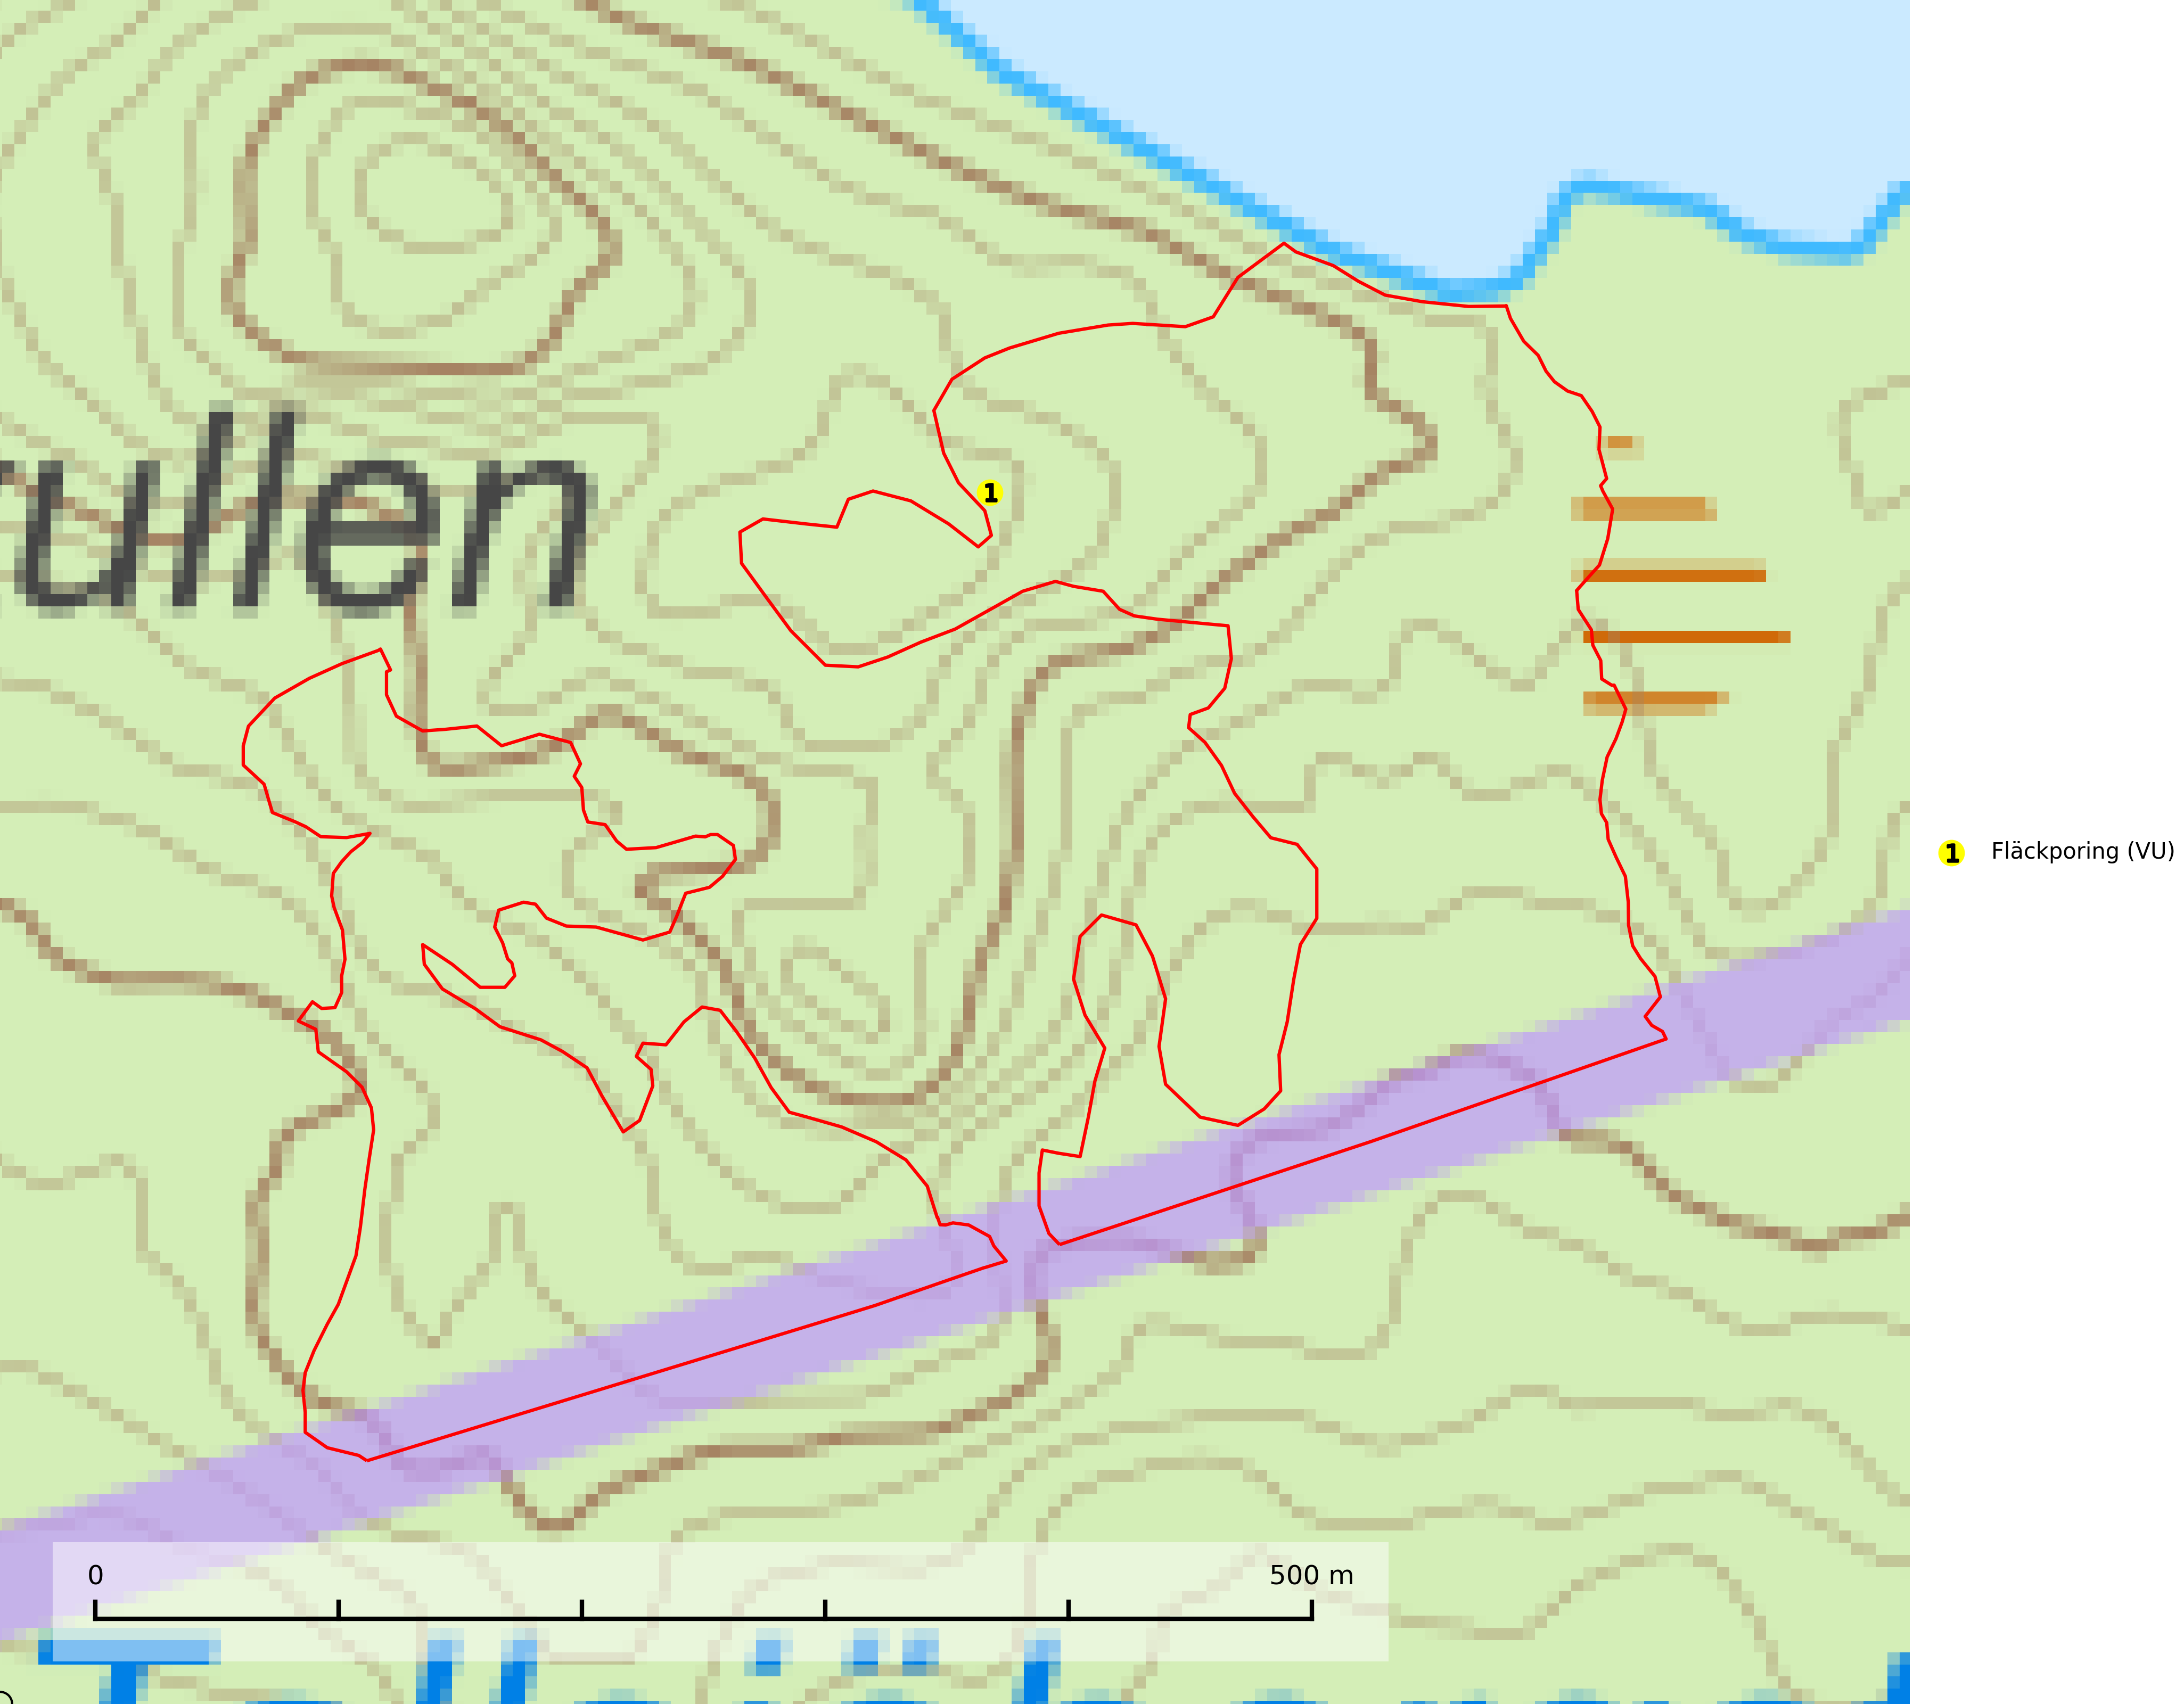 ullen
1
1 Fläckporing (VU)
0 500 m